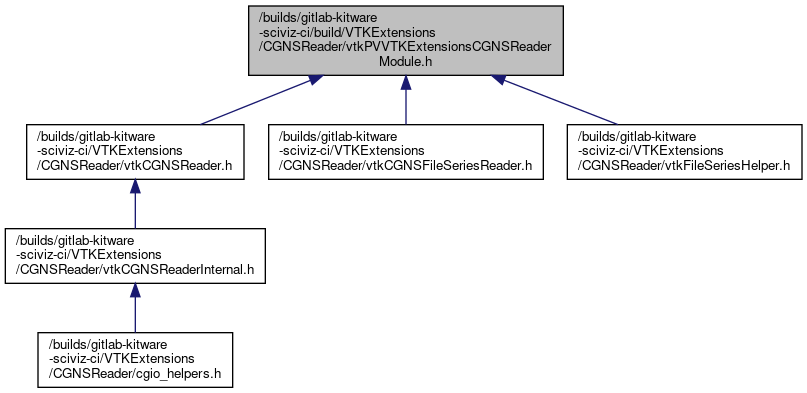 /builds/gitlab-kitware
-sciviz-ci/build/VTKExtensions
/CGNSReader/vtkPVVTKExtensionsCGNSReader
Module.h
/builds/gitlab-kitware
-sciviz-ci/VTKExtensions
/CGNSReader/vtkCGNSReader.h
/builds/gitlab-kitware
-sciviz-ci/VTKExtensions
/CGNSReader/vtkCGNSFileSeriesReader.h
/builds/gitlab-kitware
-sciviz-ci/VTKExtensions
/CGNSReader/vtkFileSeriesHelper.h
/builds/gitlab-kitware
-sciviz-ci/VTKExtensions
/CGNSReader/vtkCGNSReaderInternal.h
/builds/gitlab-kitware
-sciviz-ci/VTKExtensions
/CGNSReader/cgio_helpers.h